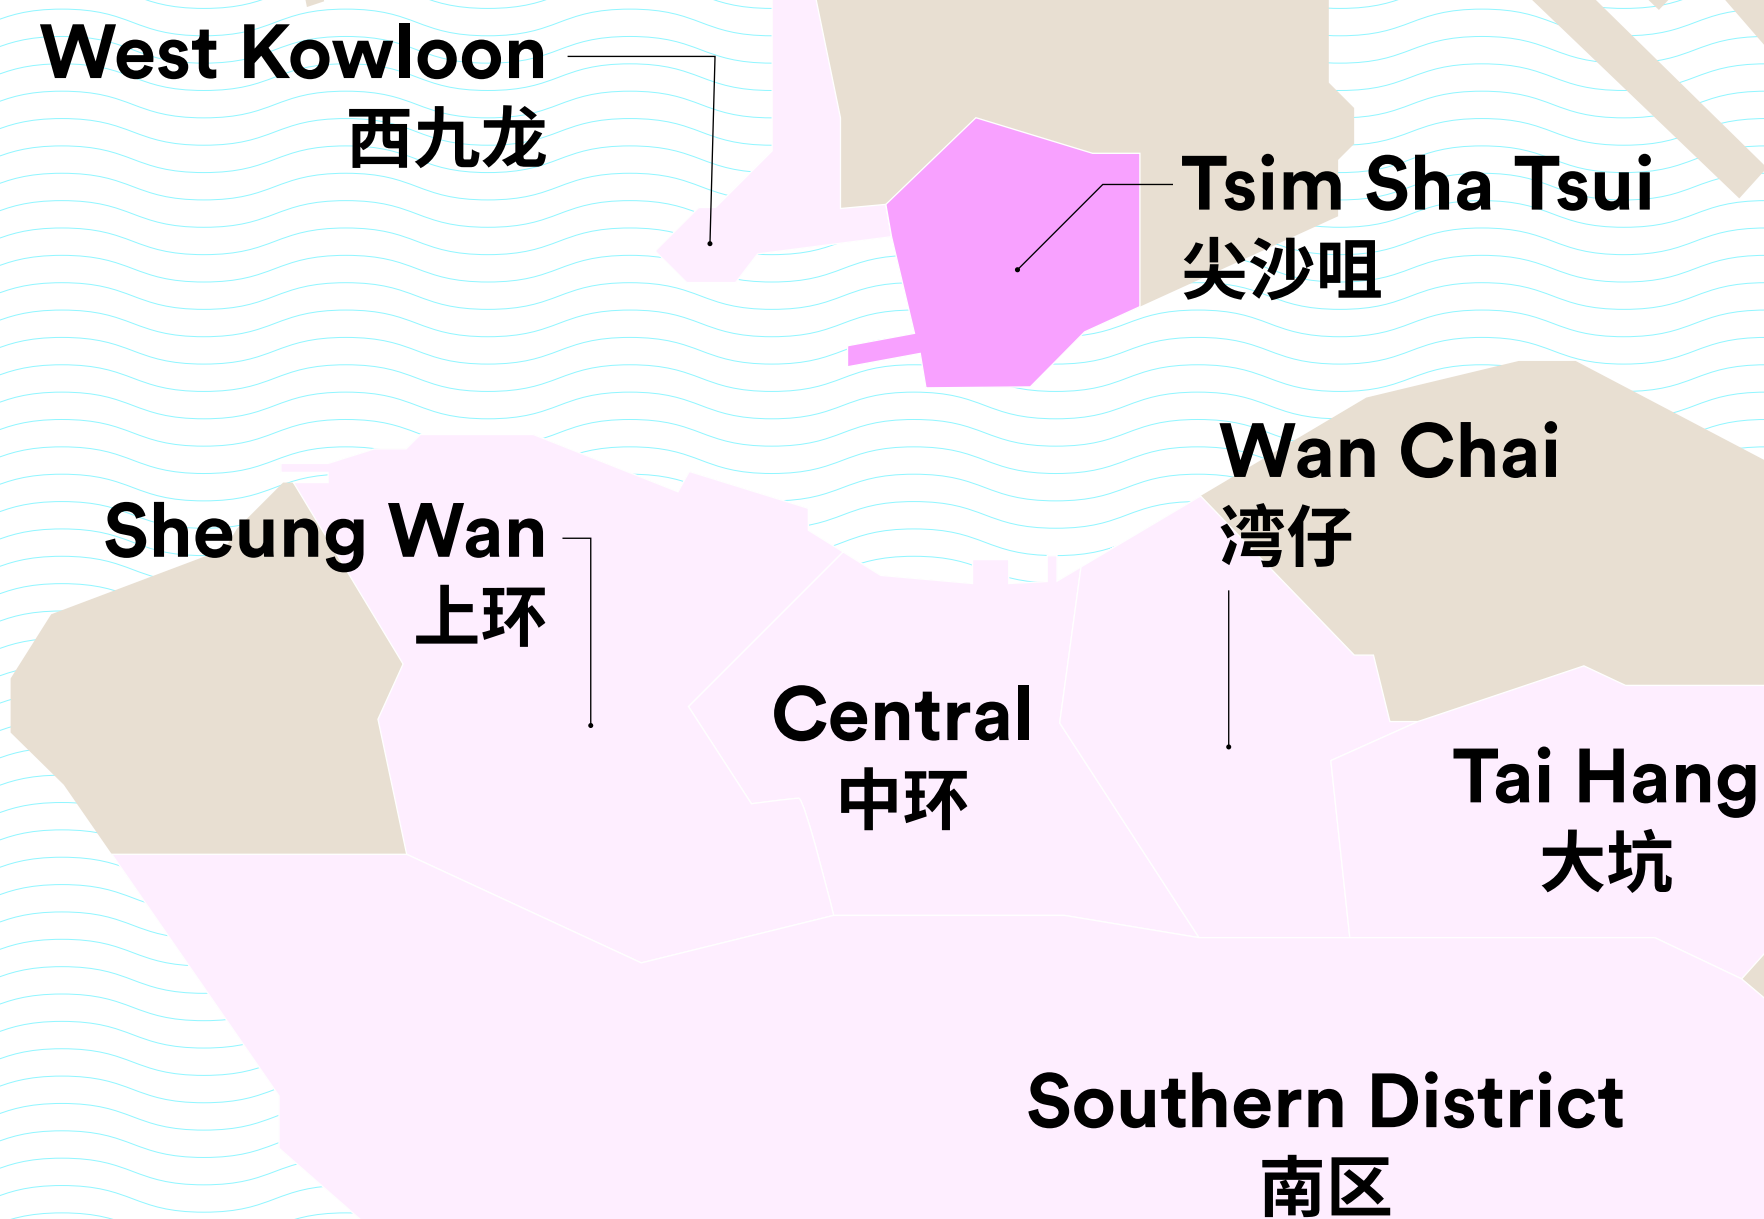 West Kowloon
西九龙
Tsim Sha Tsui
尖沙咀
Wan Chai
湾仔
Sheung Wan
上环
Central
中环
Tai Hang
大坑
Southern District
南区